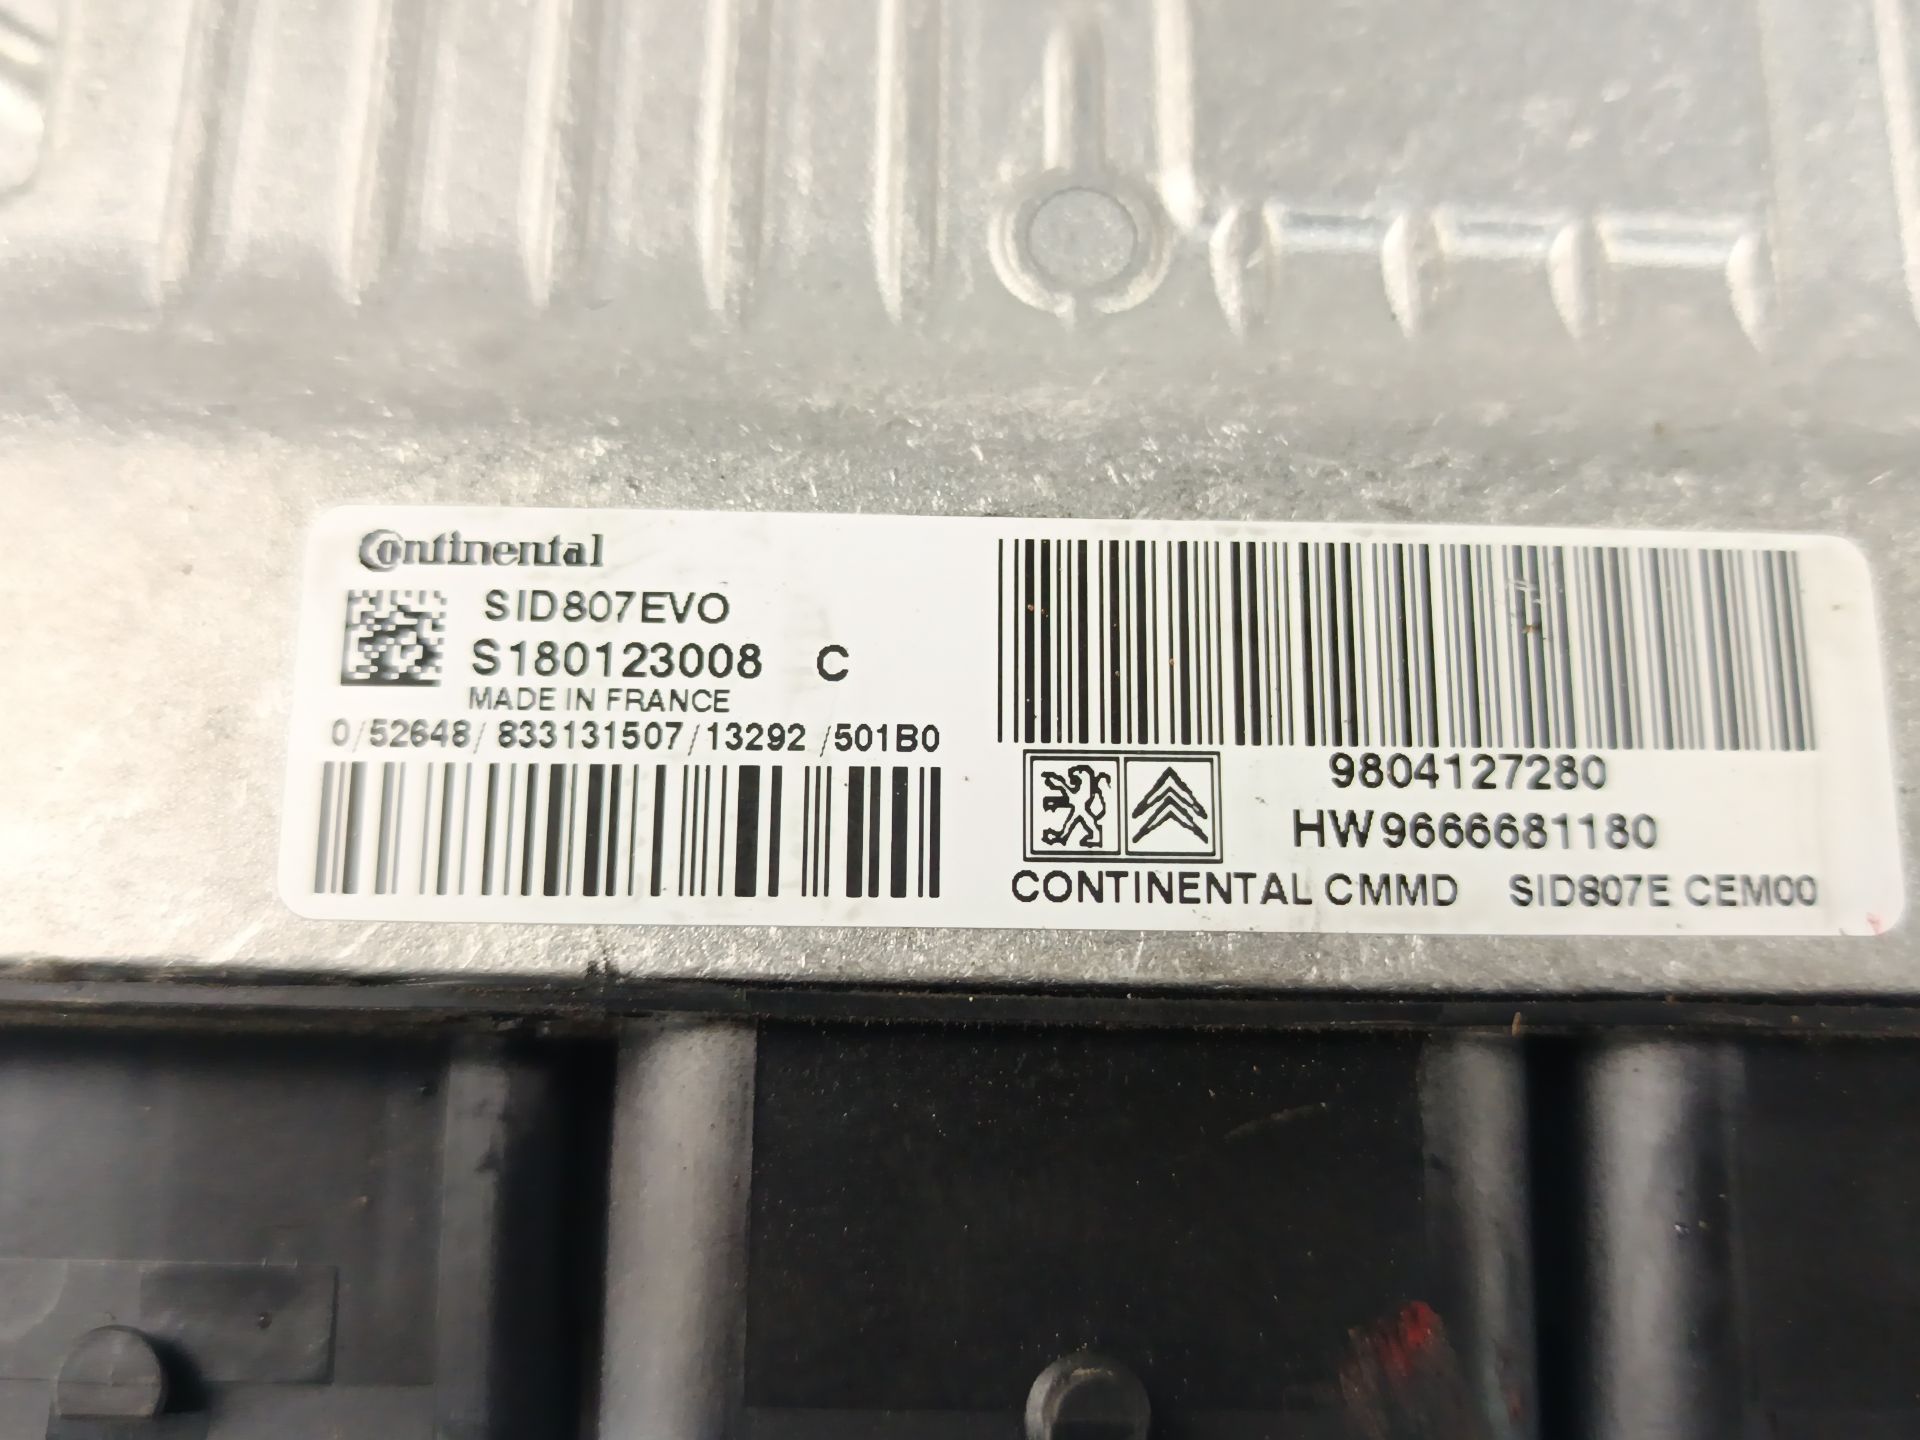 Continental
SID807EVO
S180123008 C
MADE IN FRANCE
0/52648/833131507/13292/501B0
9804127280
HW9666681180
CONTINENTAL CMMD SID807E CEM00